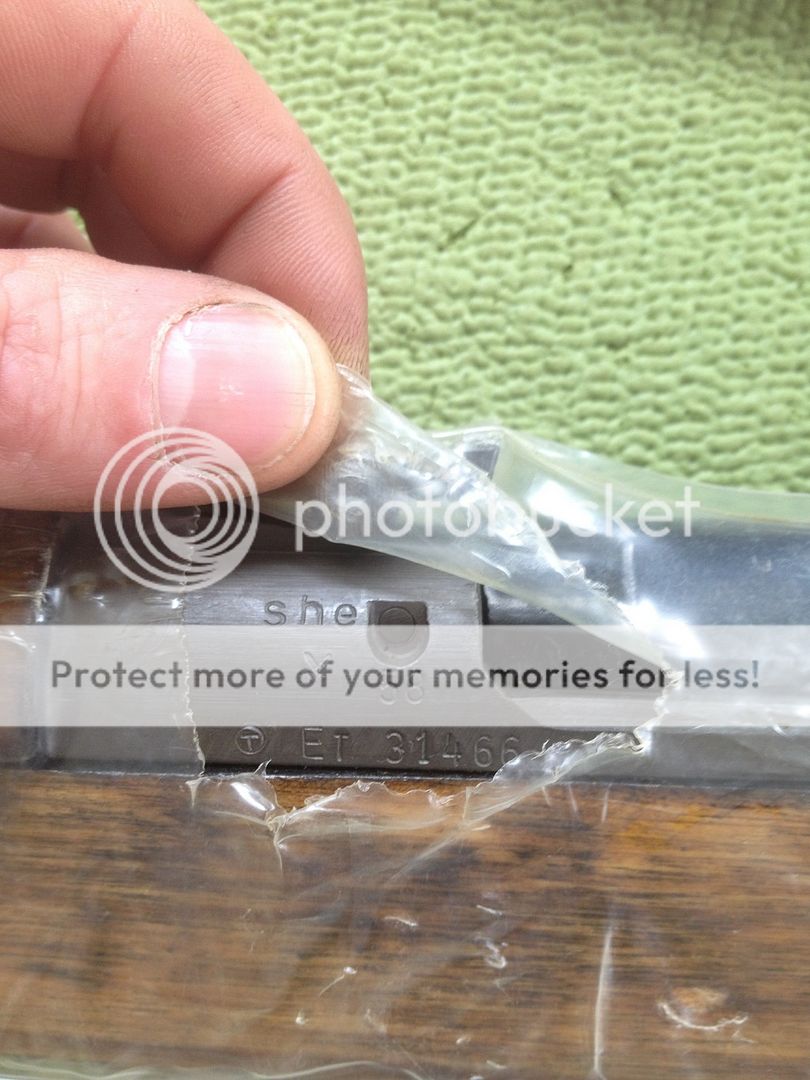 photobucket
she
Protect more of your memories for less!
T ET 31466